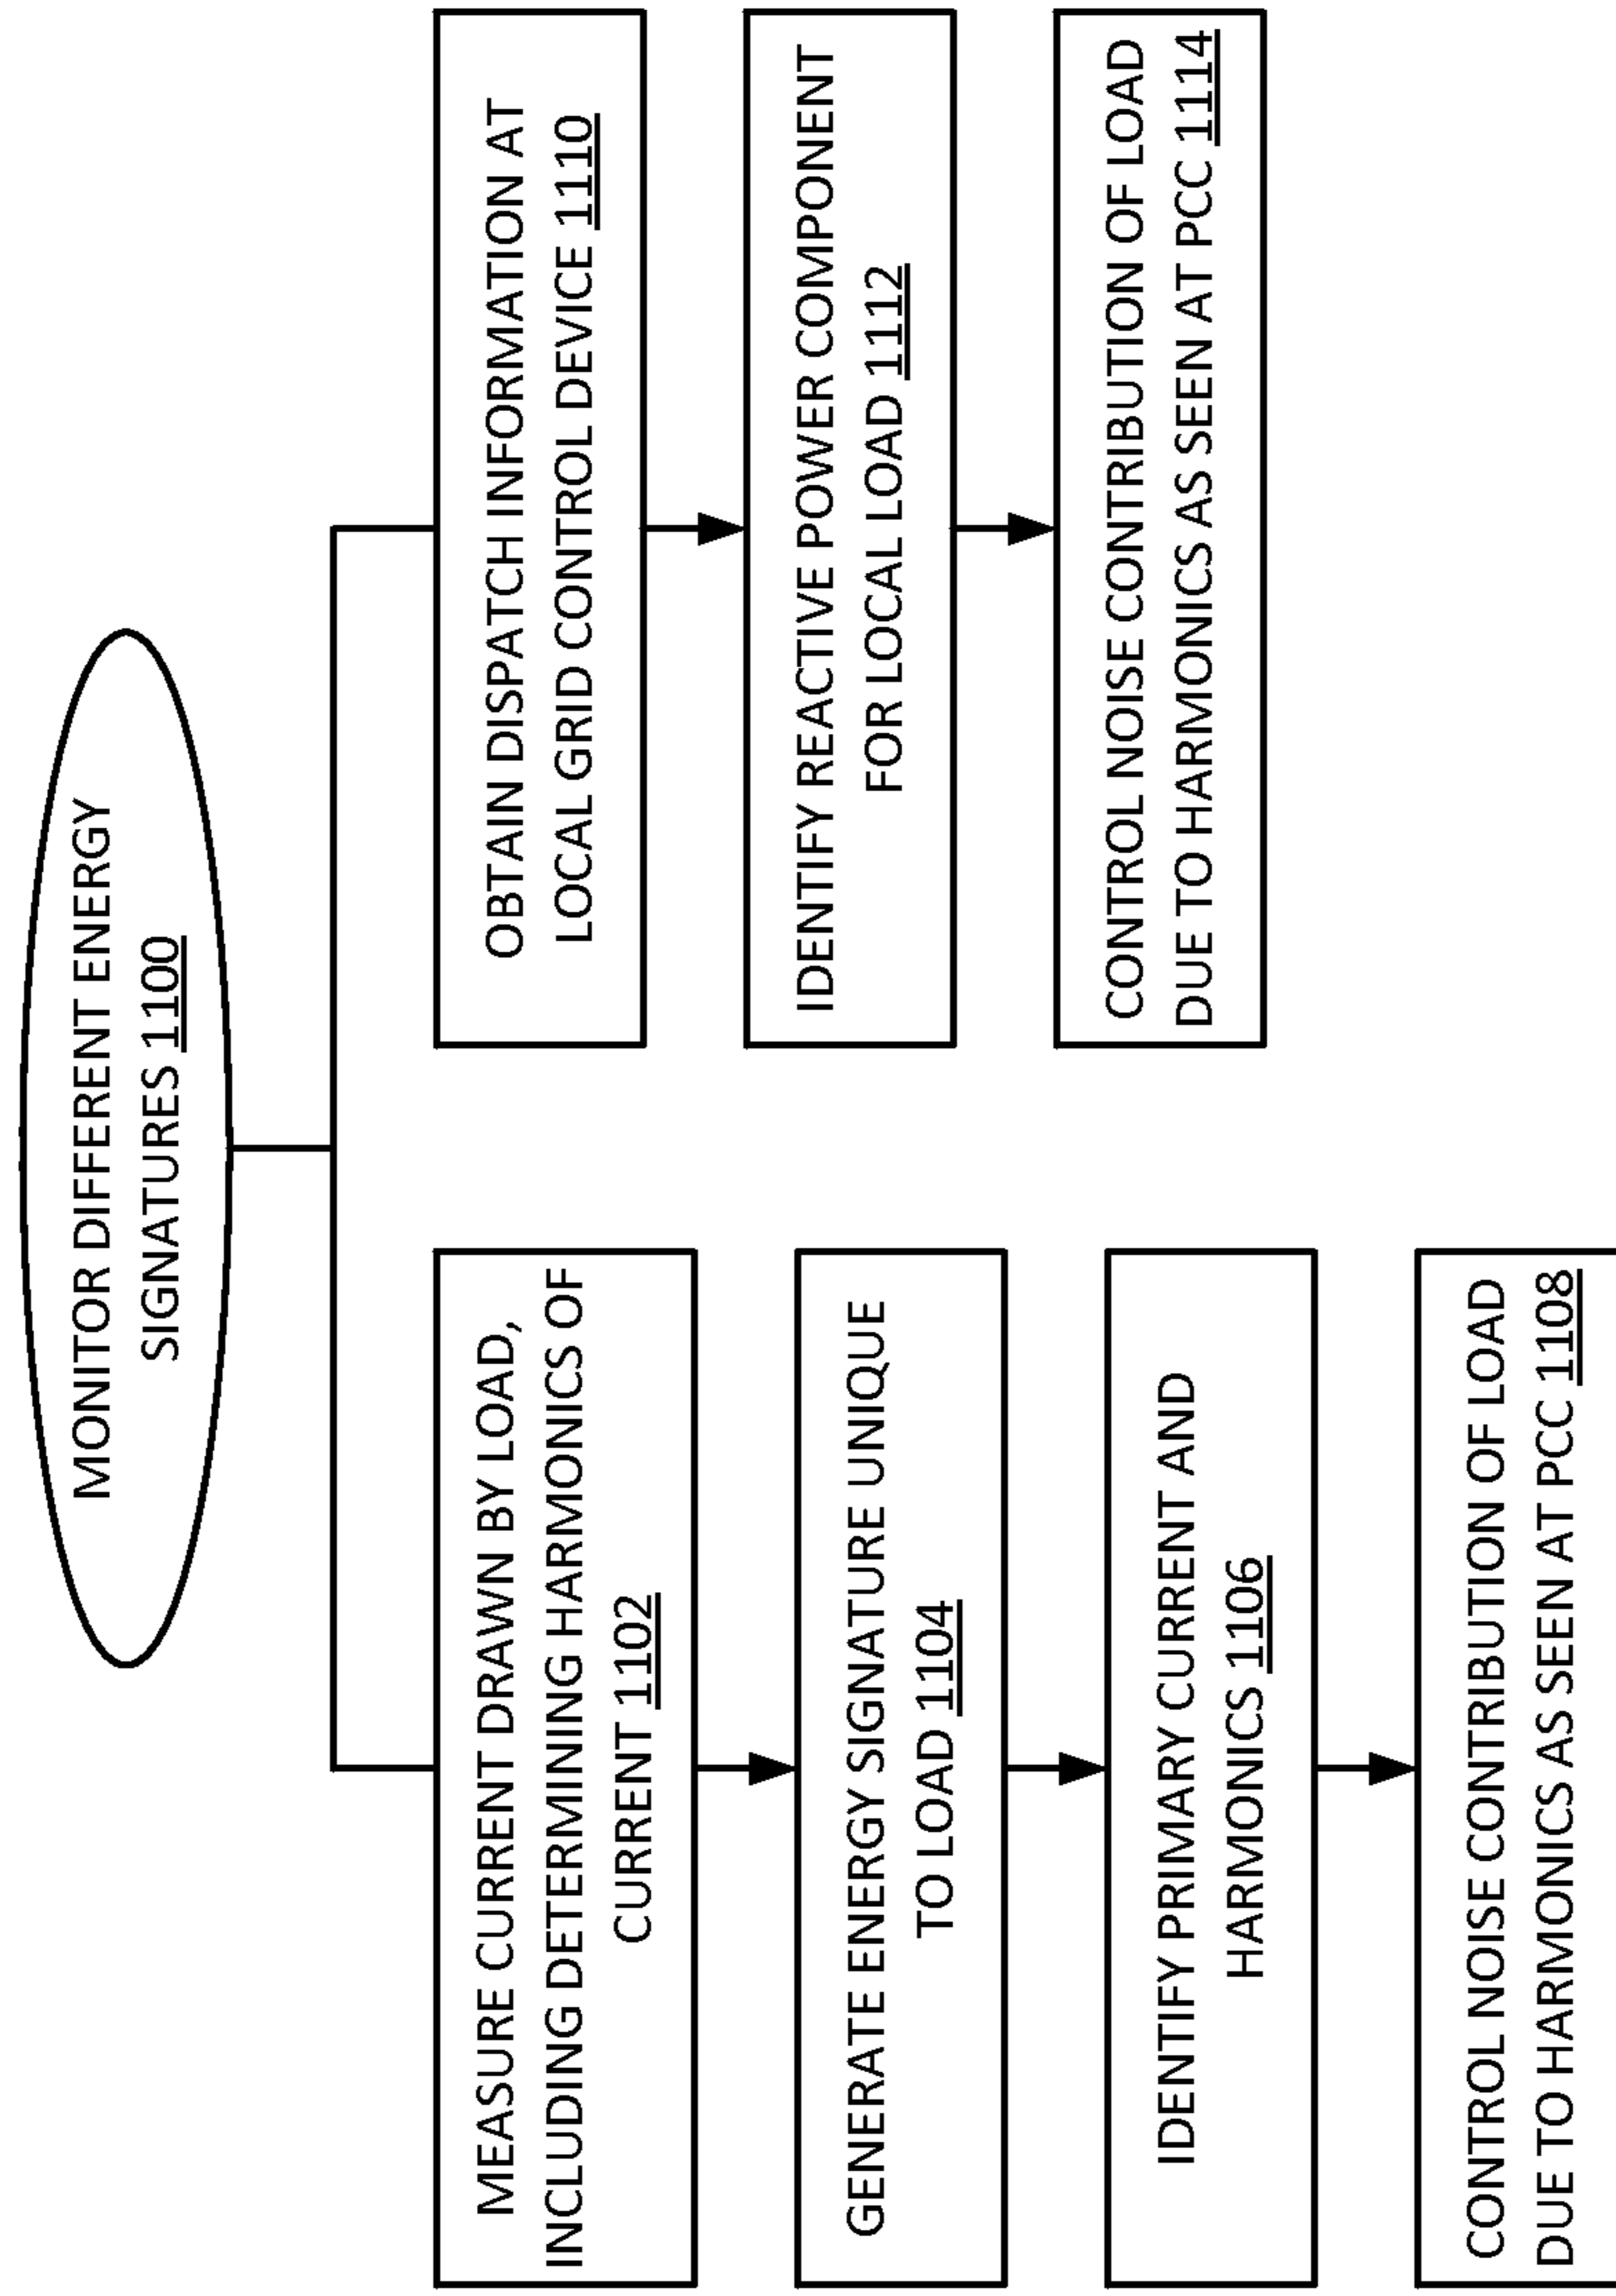 MONITOR DIFFERENT ENERGY
SIGNATURES 1100
MEASURE CURRENT DRAWN BY LOAD,
INCLUDING DETERMINING HARMONICS OF
CURRENT 1102
GENERATE ENERGY SIGNATURE UNIQUE
TO LOAD 1104
IDENTIFY PRIMARY CURRENT AND
HARMONICS 1106
CONTROL NOISE CONTRIBUTION OF LOAD
DUE TO HARMONICS AS SEEN AT PCC 1108
OBTAIN DISPATCH INFORMATION AT
LOCAL GRID CONTROL DEVICE 1110
IDENTIFY REACTIVE POWER COMPONENT
FOR LOCAL LOAD 1112
CONTROL NOISE CONTRIBUTION OF LOAD
DUE TO HARMONICS AS SEEN AT PCC 1114